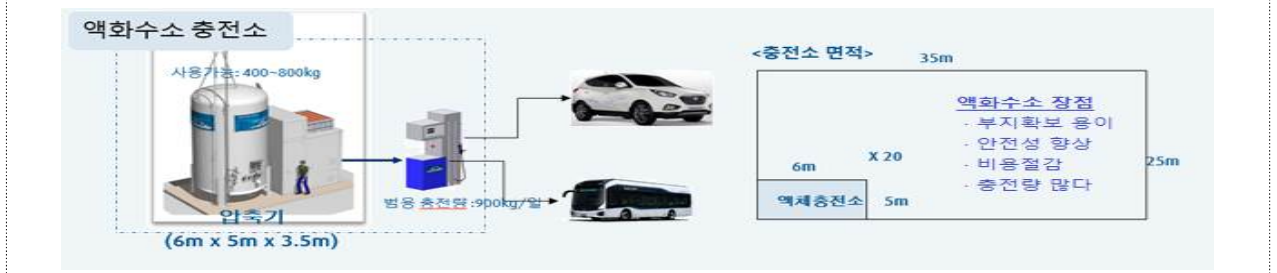 액화수소 충전소
사용가능: 400~800kg
압축기
(6m x 5m x 3.5m)
범용 충전량 :900kg/일
<충전소 면적>
35m
액화수소 장점
· 부지확보 용이
· 안전성 향상
· 비용절감
· 충전량 많다
6m
X 20
25m
액체충전소
5m